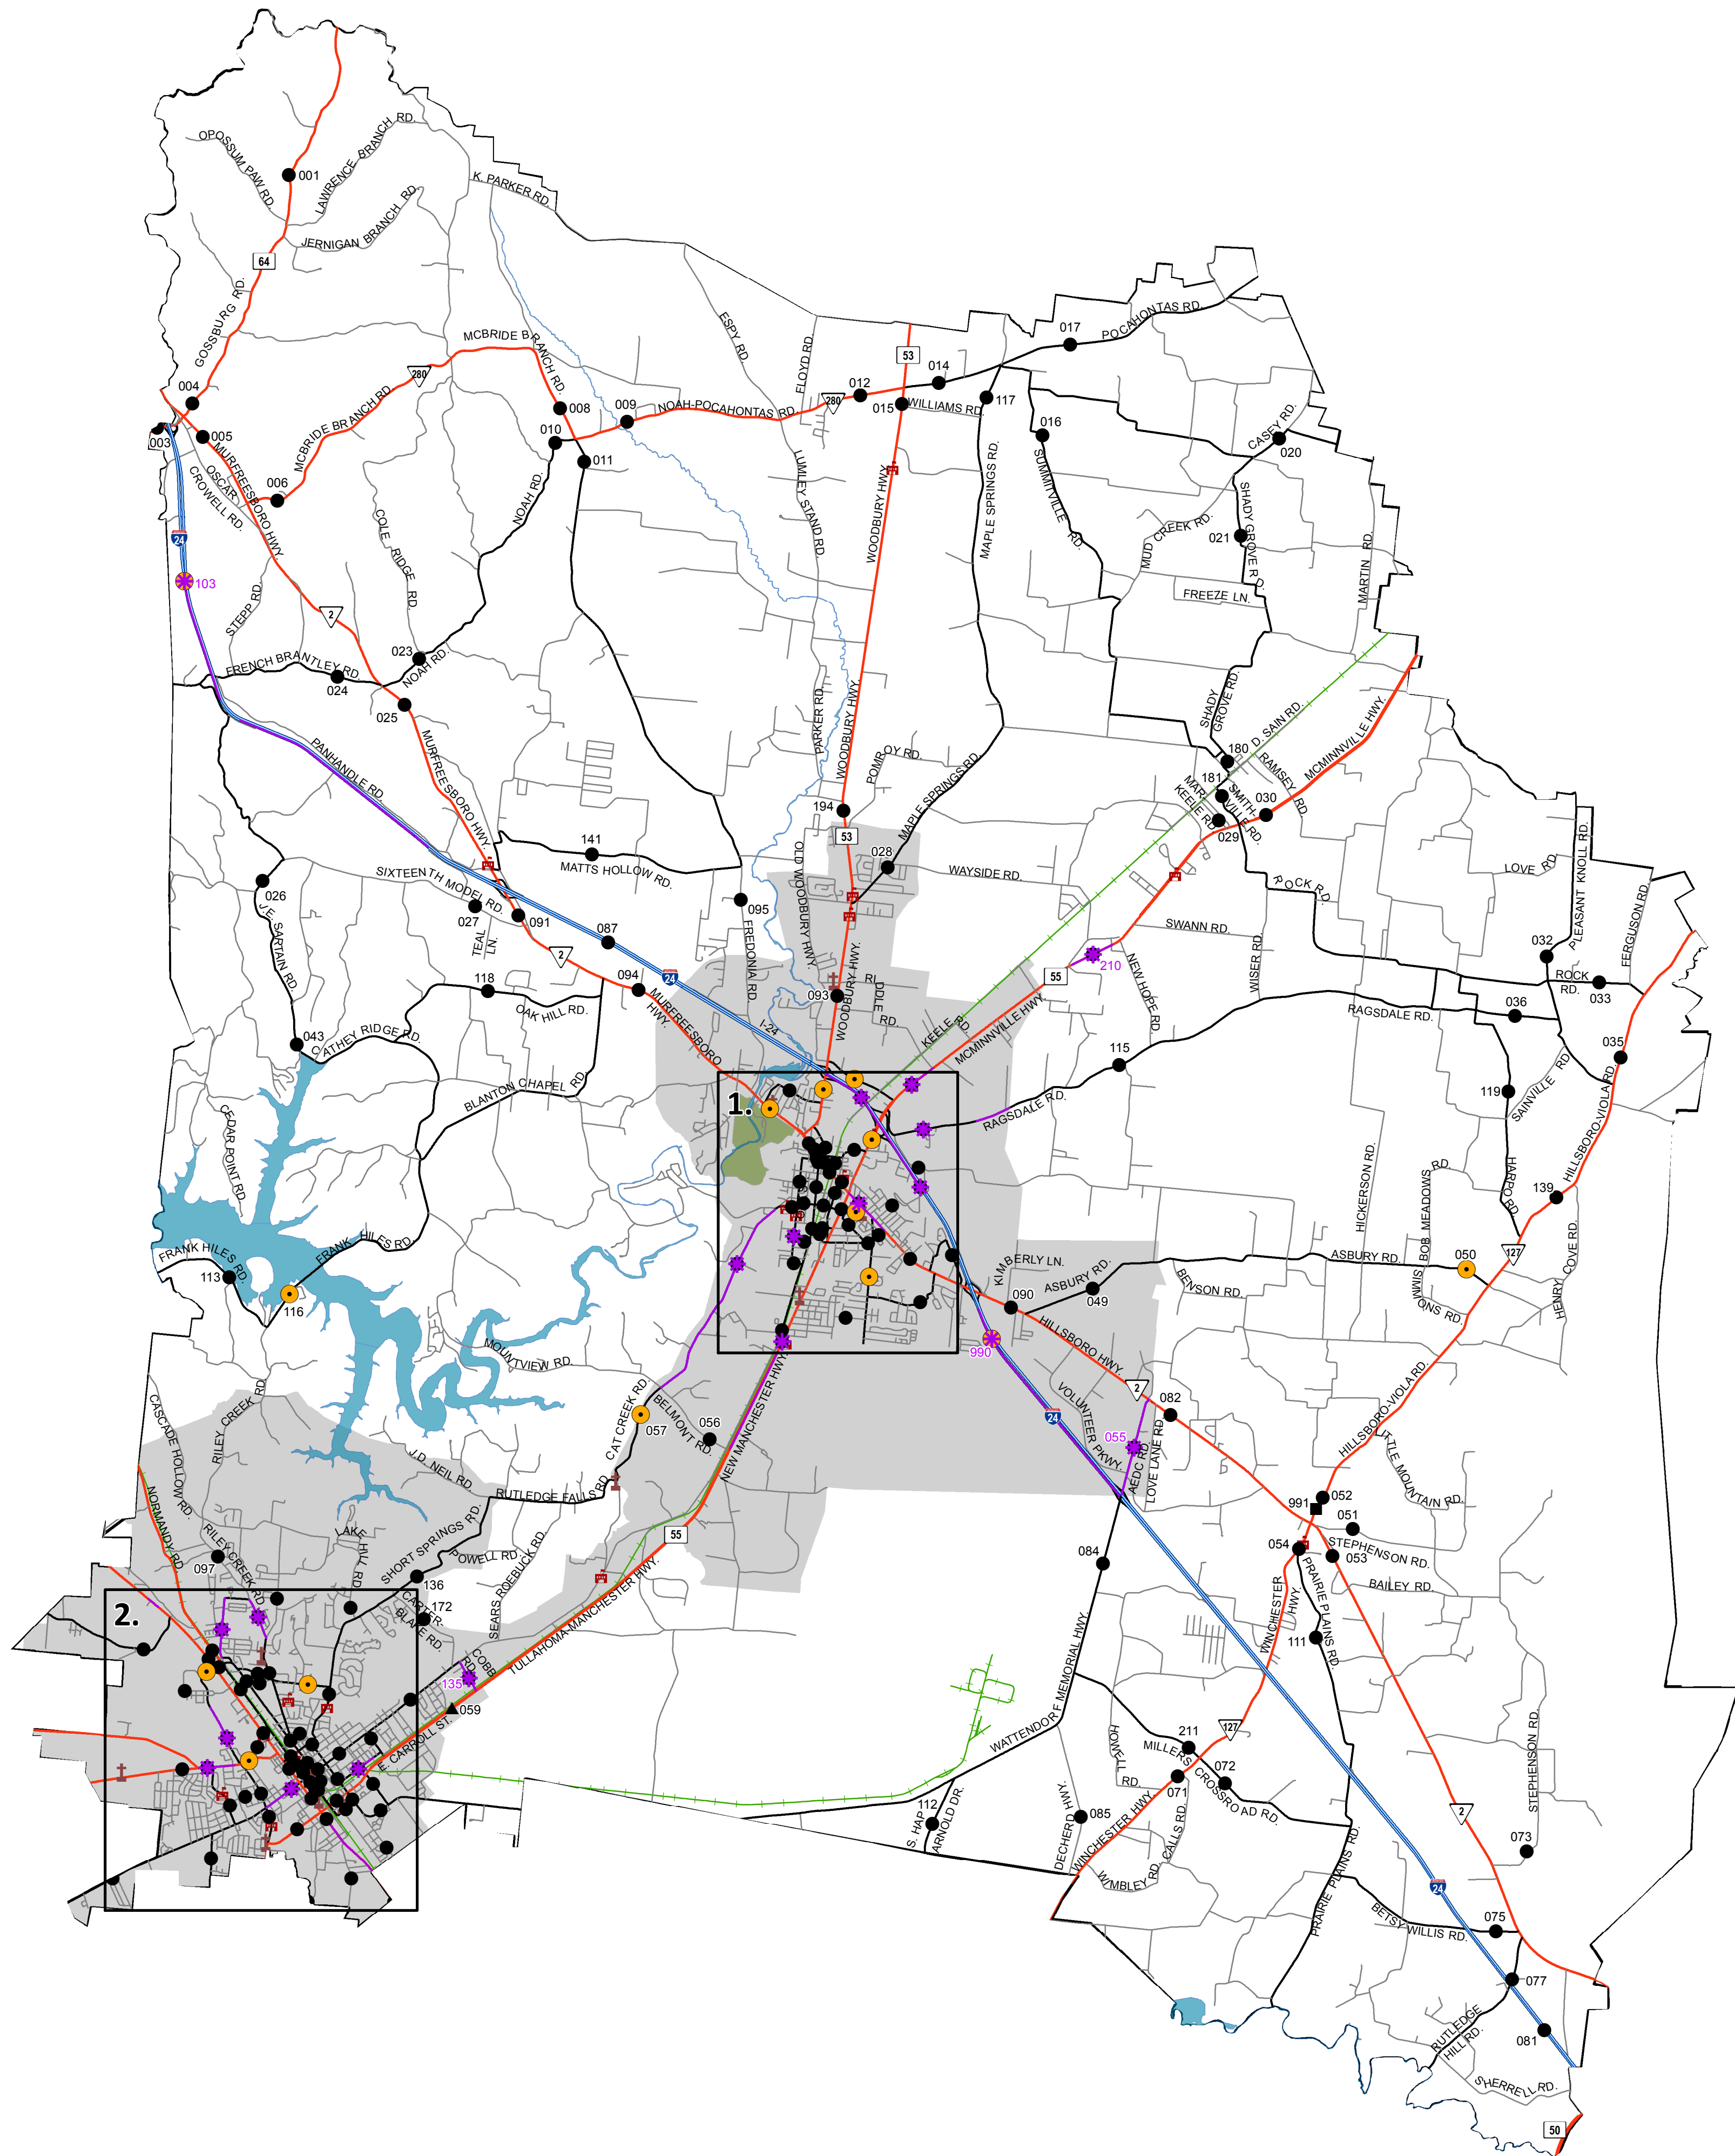 OPOSSUM PAW RD.
LAWRENCE BRANCH RD.
001
JERNIGAN BRANCH RD.
K. PARKER RD.
64
GOSSBURG RD.
MCBRIDE BRANCH RD.
280
ESPY RD.
FLOYD RD.
53
POCAHONTAS RD.
017
014
012
280
004
MCBRIDE BRANCH RD.
008
009
NOAH-POCAHONTAS RD.
015
WILLIAMS RD.
117
016
CASEY RD.
020
003
005
010
011
006
MURFREESBORO HWY.
OSCAR CROWELL RD.
NOAH RD.
COLE RIDGE RD.
LUMLEY STAND RD.
WOODBURY HWY.
MAPLE SPRINGS RD.
SUMMITVILLE RD.
MUD CREEK RD.
SHADY GROVE RD.
021
MARTIN RD.
FREEZE LN.
24
103
STEPP RD.
2
023
NOAH RD.
FRENCH BRANTLEY RD.
024
025
PARKER RD.
WOODBURY HWY.
SHADY GROVE RD.
D. SAIN RD.
MCMINNVILLE HWY.
PANHANDLE RD.
MURFREESBORO HWY.
POMROY RD.
MAPLE SPRINGS RD.
180
181
RAMSEY RD.
SMITHVILLE RD.
KEELE RD.
030
029
194
53
141
MATTS HOLLOW RD.
028
WAYSIDE RD.
LOVE RD.
PLEASANT KNOLL RD.
FERGUSON RD.
ROCK RD.
026
SIXTEENTH MODEL RD.
027
091
TEAL LN.
087
095
OLD WOODBURY HWY.
FREDONIA RD.
SWANN RD.
WISER RD.
J.E. SARTAIN RD.
118
2
094
24
OAK HILL RD.
MURFREESBORO HWY.
I-24
093
WOODBURY HWY.
RIDDLE RD.
55
210
NEW HOPE RD.
032
ROCK RD.
033
036
RAGSDALE RD.
KEELE RD.
MCMINNVILLE HWY.
043
CATHEY RIDGE RD.
BLANTON CHAPEL RD.
CEDAR POINT RD.
1.
115
RAGSDALE RD.
035
119
SAINVILLE RD.
HILLSBORO-VIOLA RD.
HARPO RD.
139
HICKERSON RD.
BOB MEADOWS RD.
127
HENRY COVE RD.
FRANK HILES RD.
FRANK HILES RD.
113
116
KIMBERLY LN.
ASBURY RD.
049
090
BENSON RD.
ASBURY RD.
050
SIMMONS RD.
MOUNTVIEW RD.
HILLSBORO HWY.
990
2
082
CAT CREEK RD.
057
BELMONT RD.
056
NEW MANCHESTER HWY.
VOLUNTEER PKWY.
24
055
AEDC RD.
LOVE LANE RD.
HILLSBORO-VIOLA RD.
LITTLE MOUNTAIN RD.
CASCADE HOLLOW RD.
RILEY CREEK RD.
J.D. NEIL RD.
RUTLEDGE FALLS RD.
NORMANDY RD.
RILEY CREEK RD.
097
LAKE HILL RD.
SHORT SPRINGS RD.
POWELL RD.
SEARS ROEBUCK RD.
55
991
052
051
STEPHENSON RD.
054
053
BAILEY RD.
084
136
172
CARTER-BLAKE RD.
COBB RD.
135
TULLAHOMA-MANCHESTER HWY.
2.
WINCHESTER HWY.
111
PRAIRIE PLAINS RD.
059
E. CARROLL ST.
WATTENDORF MEMORIAL HWY.
211
127
MILLERS CROSSROAD RD.
HOWELL RD.
072
071
STEPHENSON RD.
2
112
S. HAP ARNOLD DR.
DECHERD HWY.
085
WINCHESTER HWY.
CALLS RD.
WIMBLEY RD.
PRAIRIE PLAINS RD.
073
24
BETSY WILLIS RD.
075
077
081
RUTLEDGE HILL RD.
SHERRELL RD.
50